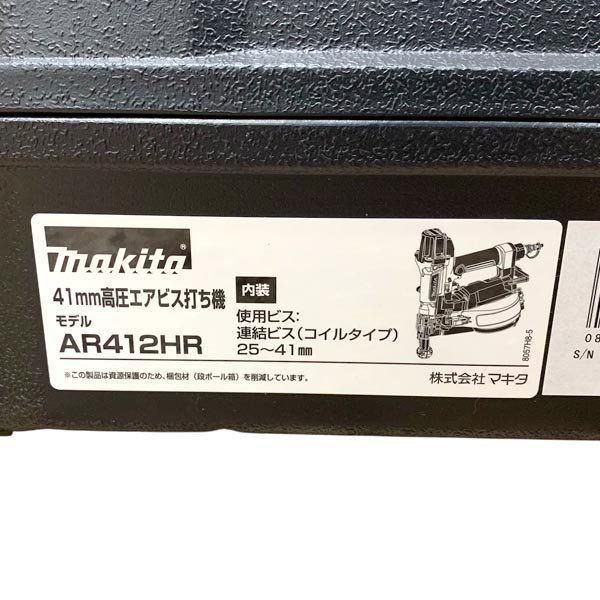 makita®
41mm高圧エアビス打ち機
モデル
AR412HR
内装
使用ビス:
連結ビス(コイルタイプ)
25〜41mm
8057H8-5
※この製品は資源保護のため、梱包材(段ボール箱)を削減しています。
株式会社マキタ
08
S/N